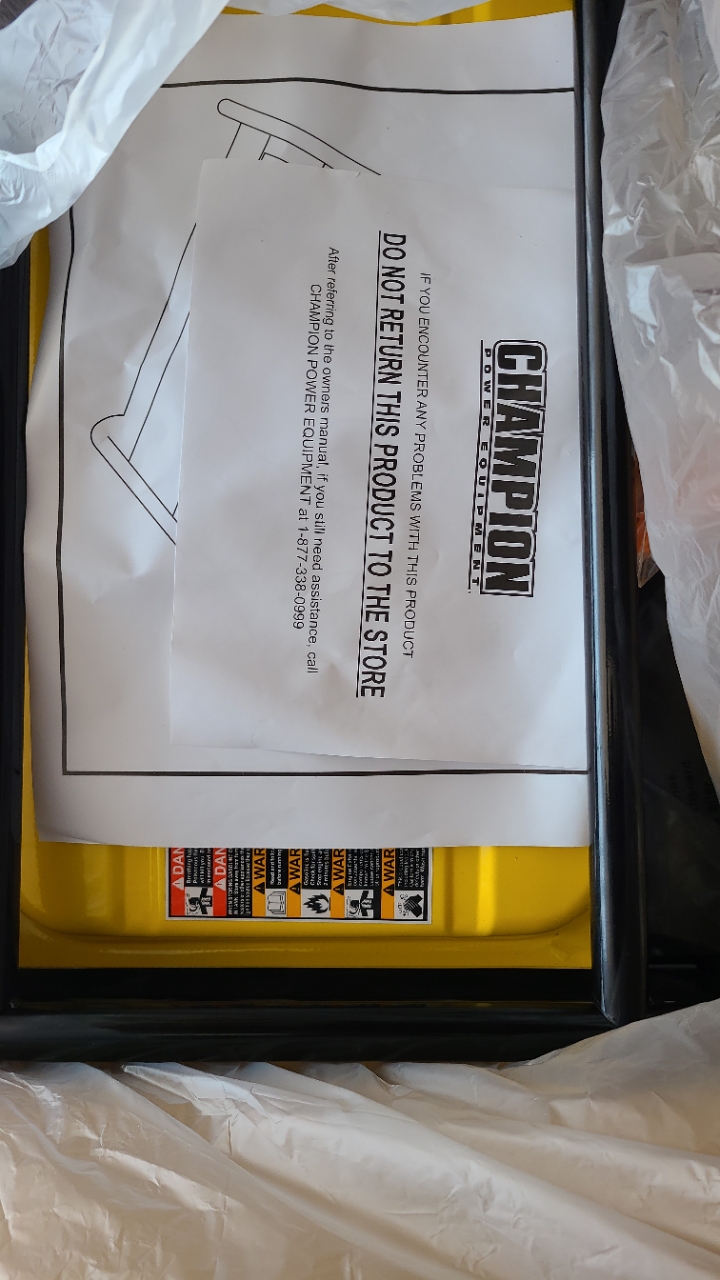 CHAMPION
POWER EQUIPMENT
IF YOU ENCOUNTER ANY PROBLEMS WITH THIS PRODUCT
DO NOT RETURN THIS PRODUCT TO THE STORE
After referring to the owners manual, if you still need assistance, call
CHAMPION POWER EQUIPMENT at 1-877-338-0999